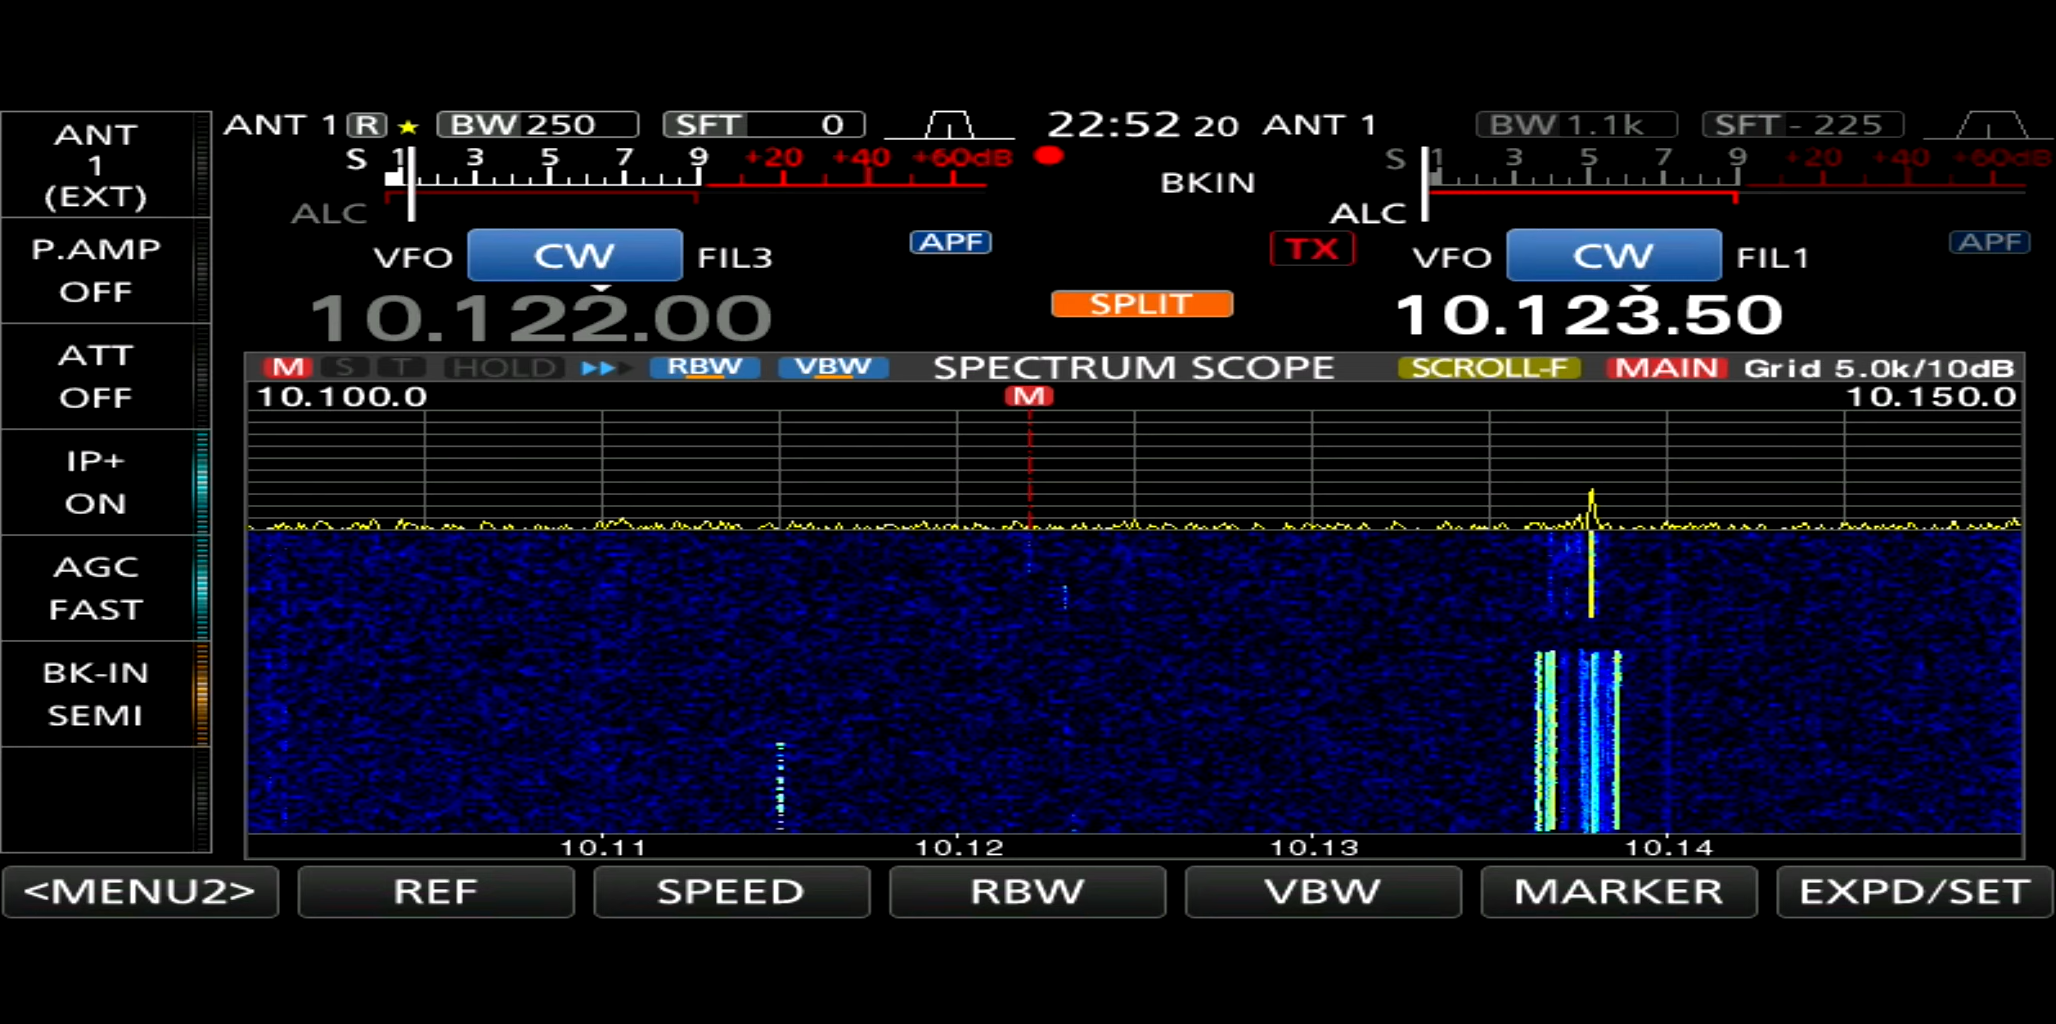 ANT
1
(EXT)
P.AMP
OFF
ATT
OFF
IP+
ON
AGC
FAST
BK-IN
SEMI
ANT 1 R ★ BW 250 SFT 0 22:52 20 ANT 1 BW 1.1k SFT - 225
S 1 3 5 7 9 +20 +40 +60dB S 1 3 5 7 9 +20 +40 +60dB
BKIN
ALC ALC
VFO CW FIL3 APF TX VFO CW FIL1 APF
10.122.00 SPLIT 10.123.50
M S T HOLD RBW VBW SPECTRUM SCOPE SCROLL-F MAIN Grid 5.0k/10dB
10.100.0 M 10.150.0
10.11 10.12 10.13 10.14
<MENU2> REF SPEED RBW VBW MARKER EXPD/SET